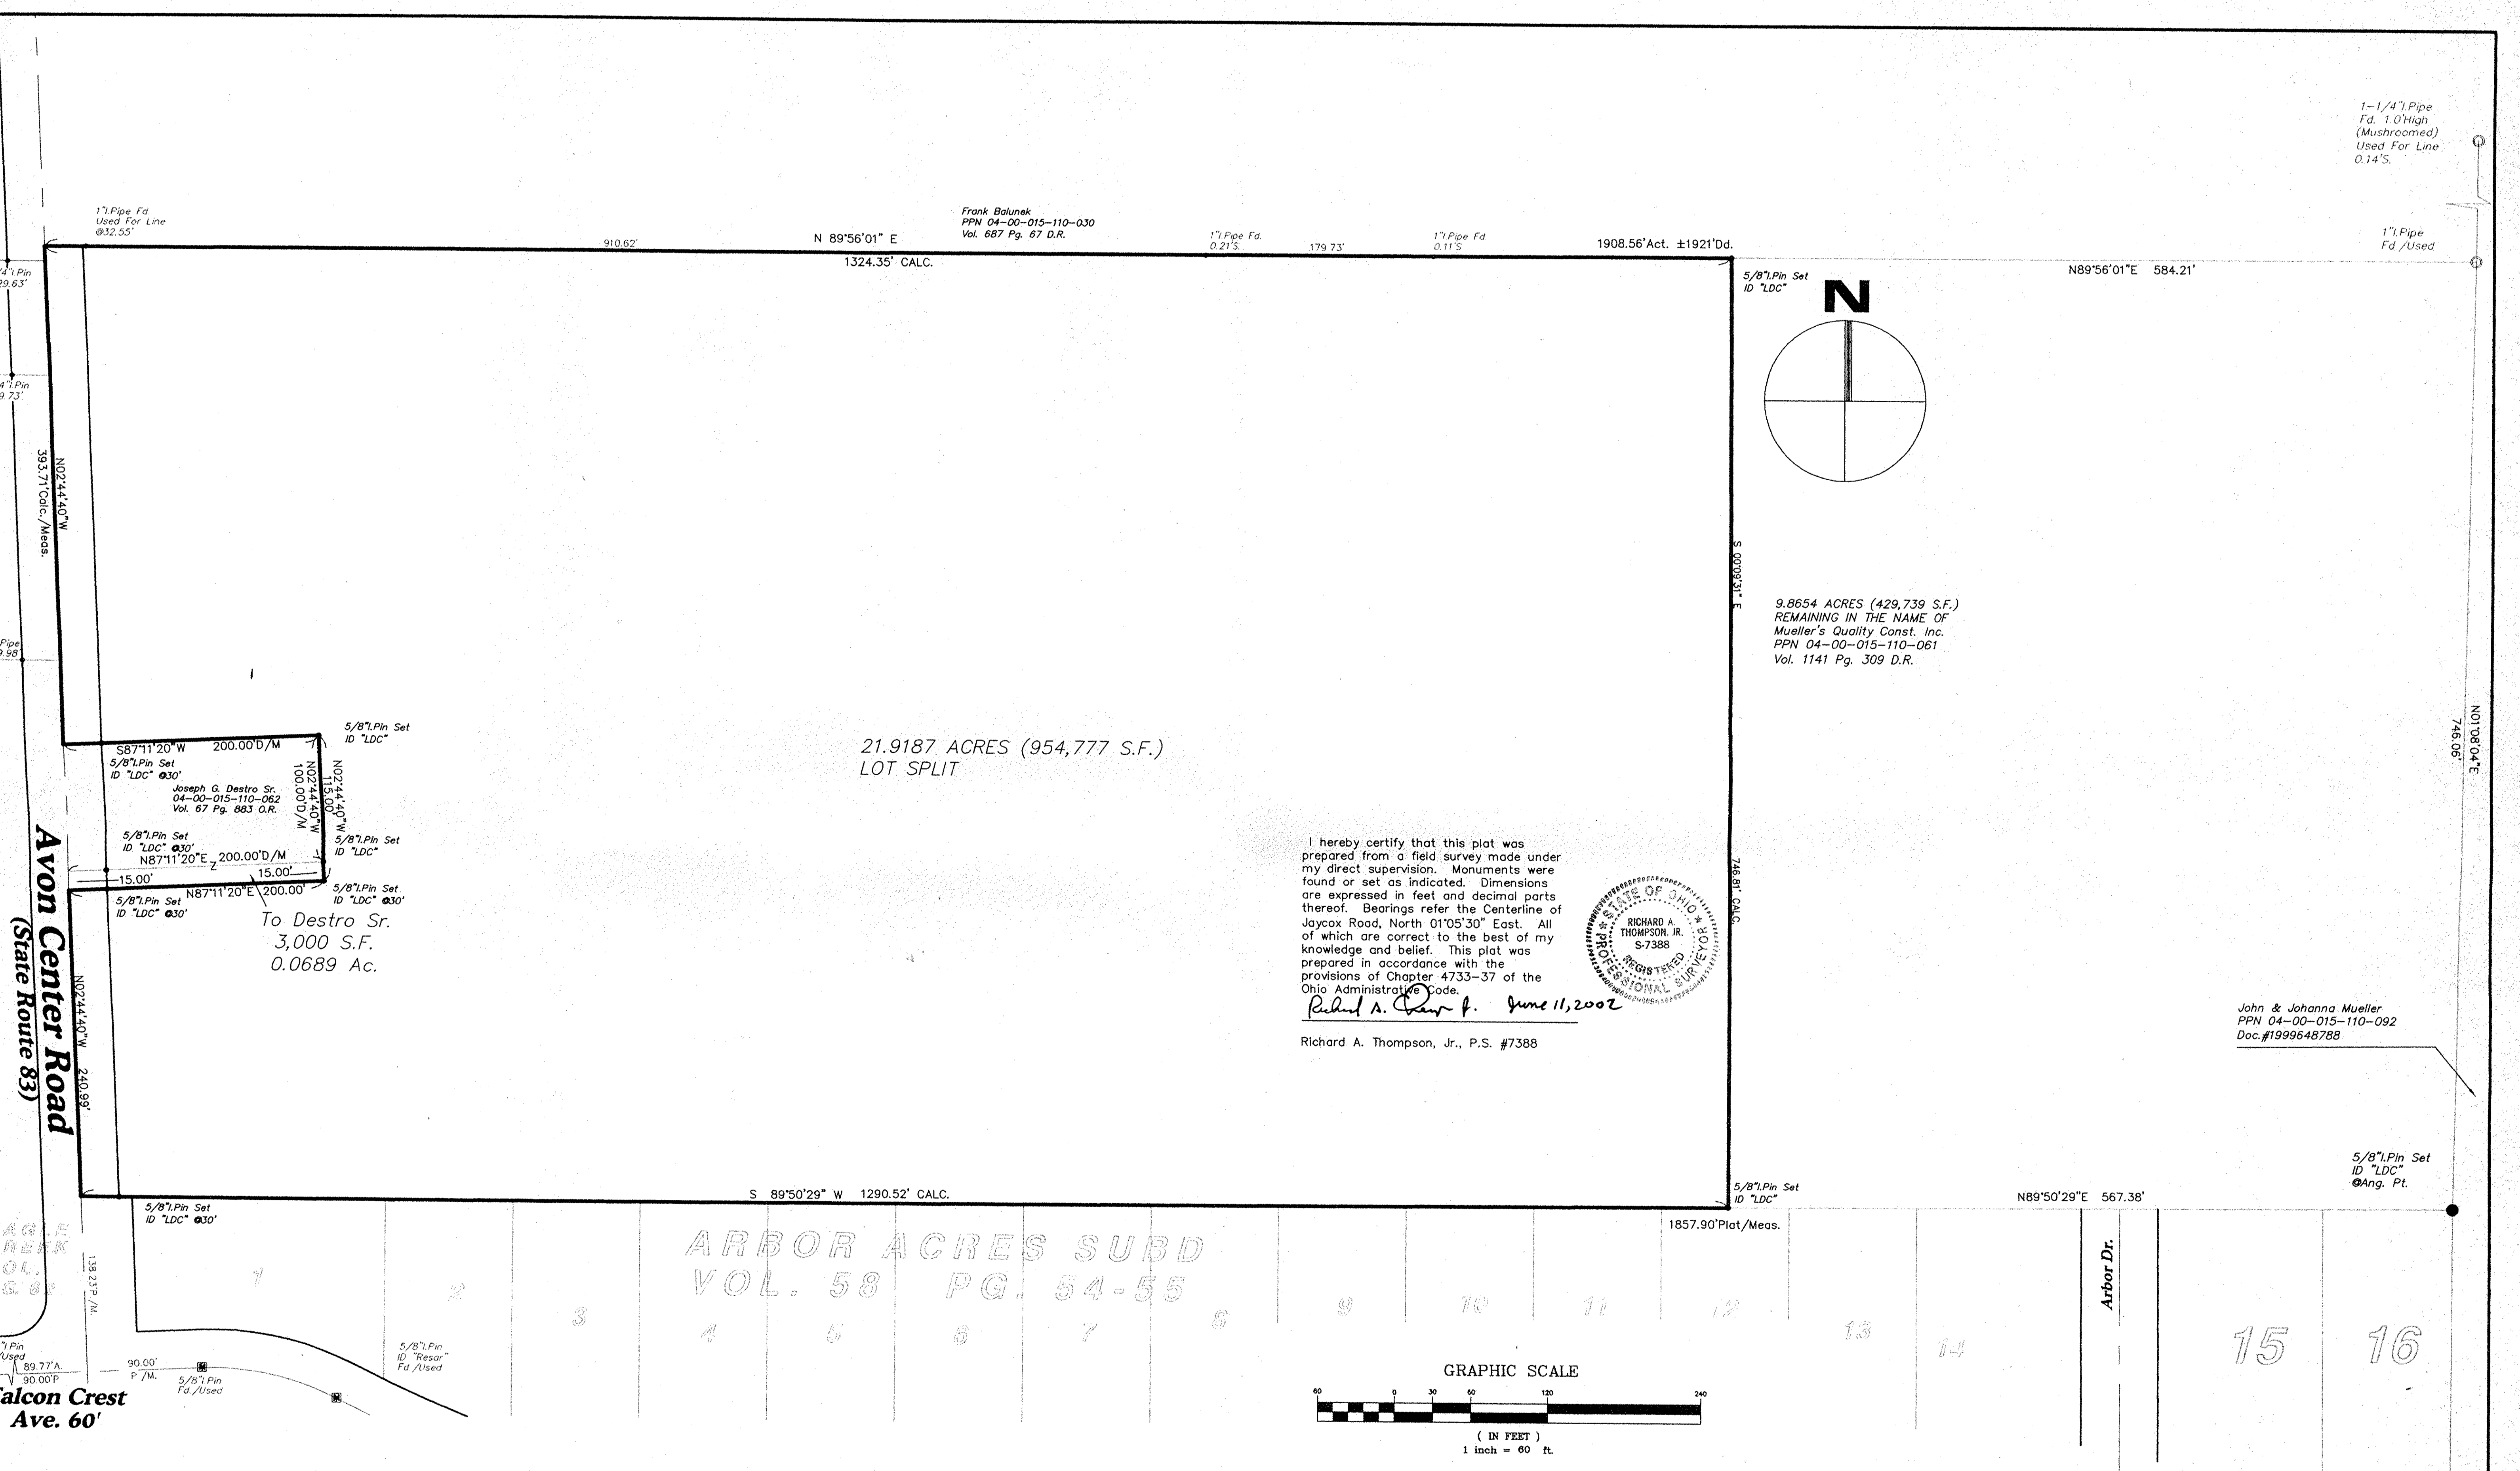 1-1/4"I.Pipe
Fd. 1.0'High
(Mushroomed)
Used For Line
0.14'S.
1"I.Pipe Fd.
Used For Line
@32.55'
Frank Balunek
PPN 04-00-015-110-030
Vol. 687 Pg. 67 D.R.
910.62'
N 89°56'01" E
1324.35' CALC.
1"I.Pipe Fd.
0.21'S.
179.73'
1"I.Pipe Fd
0.11'S
1908.56'Act. ±1921'Dd.
1"I.Pipe
Fd./Used
N89°56'01"E 584.21'
5/8"I.Pin Set
ID "LDC"
N
4"I.Pin
29.63'
4"I.Pin
9.73'
N02°44'40"W
393.71'Calc./Meas.
S 00°09'31" E
746.81' CALC.
9.8654 ACRES (429,739 S.F.)
REMAINING IN THE NAME OF
Mueller's Quality Const. Inc.
PPN 04-00-015-110-061
Vol. 1141 Pg. 309 D.R.
Pipe
9.98'
N01°08'04"E
746.06'
5/8"I.Pin Set
ID "LDC"
S87°11'20"W 200.00'D/M
5/8"I.Pin Set
ID "LDC" @30'
Joseph G. Destro Sr.
04-00-015-110-062
Vol. 67 Pg. 883 O.R.
N02°44'40"W
100.00'D/M
N02°44'40"W
115.00'
5/8"I.Pin Set
ID "LDC" @30'
5/8"I.Pin Set
ID "LDC"
N87°11'20"E 200.00'D/M
Z
15.00'
15.00'
N87°11'20"E 200.00'
5/8"I.Pin Set
ID "LDC" @30'
5/8"I.Pin Set
ID "LDC" @30'
To Destro Sr.
3,000 S.F.
0.0689 Ac.
21.9187 ACRES (954,777 S.F.)
LOT SPLIT
I hereby certify that this plat was
prepared from a field survey made under
my direct supervision. Monuments were
found or set as indicated. Dimensions
are expressed in feet and decimal parts
thereof. Bearings refer the Centerline of
Jaycox Road, North 01°05'30" East. All
of which are correct to the best of my
knowledge and belief. This plat was
prepared in accordance with the
provisions of Chapter 4733-37 of the
Ohio Administrative Code.
June 11, 2002
Richard A. Thompson, Jr., P.S. #7388
STATE OF OHIO
RICHARD A.
THOMPSON, JR.
S-7388
REGISTERED
PROFESSIONAL SURVEYOR
Avon Center Road
(State Route 83)
N02°44'40"W 240.99'
John & Johanna Mueller
PPN 04-00-015-110-092
Doc.#1999648788
5/8"I.Pin Set
ID "LDC"
@Ang. Pt.
S 89°50'29" W 1290.52' CALC.
5/8"I.Pin Set
ID "LDC"
N89°50'29"E 567.38'
1857.90'Plat/Meas.
5/8"I.Pin Set
ID "LDC" @30'
138.23'P./M.
ARBOR ACRES SUBD
VOL. 58 PG. 54-55
1
2
3
4
5
6
7
8
9
10
11
12
13
14
15
16
Arbor Dr.
5/8"I.Pin
ID "Resar"
Fd./Used
"I.Pin
/Used
89.77'A.
90.00'P
90.00'
P./M.
5/8"I.Pin
Fd./Used
alcon Crest
Ave. 60'
GRAPHIC SCALE
60 0 30 60 120 240
( IN FEET )
1 inch = 60 ft.